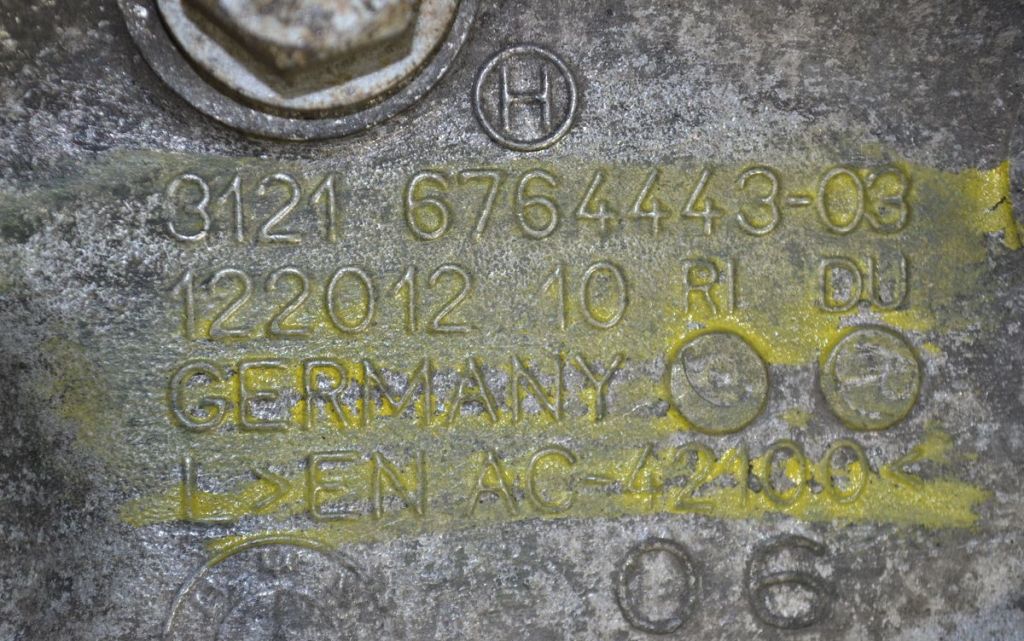 H
3121 6764443-03
122012 10 RI DU
GERMANY
L>EN AC-42100<
06